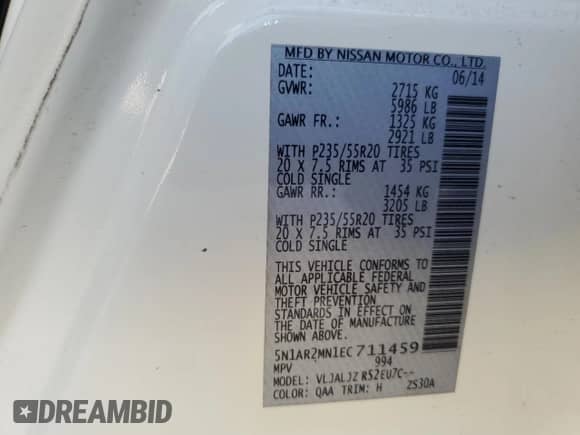 MFD BY NISSAN MOTOR CO., LTD.
DATE: 06/14
GVWR: 2715 KG
5986 LB
GAWR FR.: 1325 KG
2921 LB
WITH P235/55R20 TIRES
20 X 7.5 RIMS AT 35 PSI
COLD SINGLE
GAWR RR.: 1454 KG
3205 LB
WITH P235/55R20 TIRES
20 X 7.5 RIMS AT 35 PSI
COLD SINGLE
THIS VEHICLE CONFORMS TO
ALL APPLICABLE FEDERAL
MOTOR VEHICLE SAFETY AND
THEFT PREVENTION
STANDARDS IN EFFECT ON
THE DATE OF MANUFACTURE
SHOWN ABOVE.
5N1AR2MN1EC711459
MPV 994
MODEL: VLJALJZ RS2EU7C--
COLOR: QAA TRIM: H ZS30A
DREAMBID